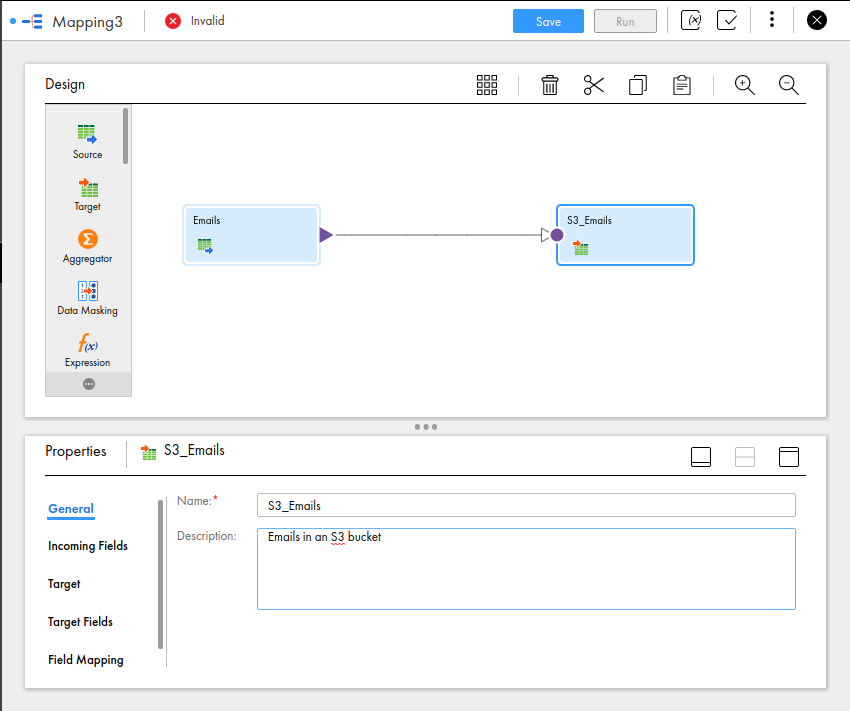 Mapping3
Invalid
Save
Run
Design
Source
Target
Aggregator
Data Masking
Expression
Emails
S3_Emails
Properties
S3_Emails
General
Incoming Fields
Target
Target Fields
Field Mapping
Name:*
S3_Emails
Description:
Emails in an S3 bucket